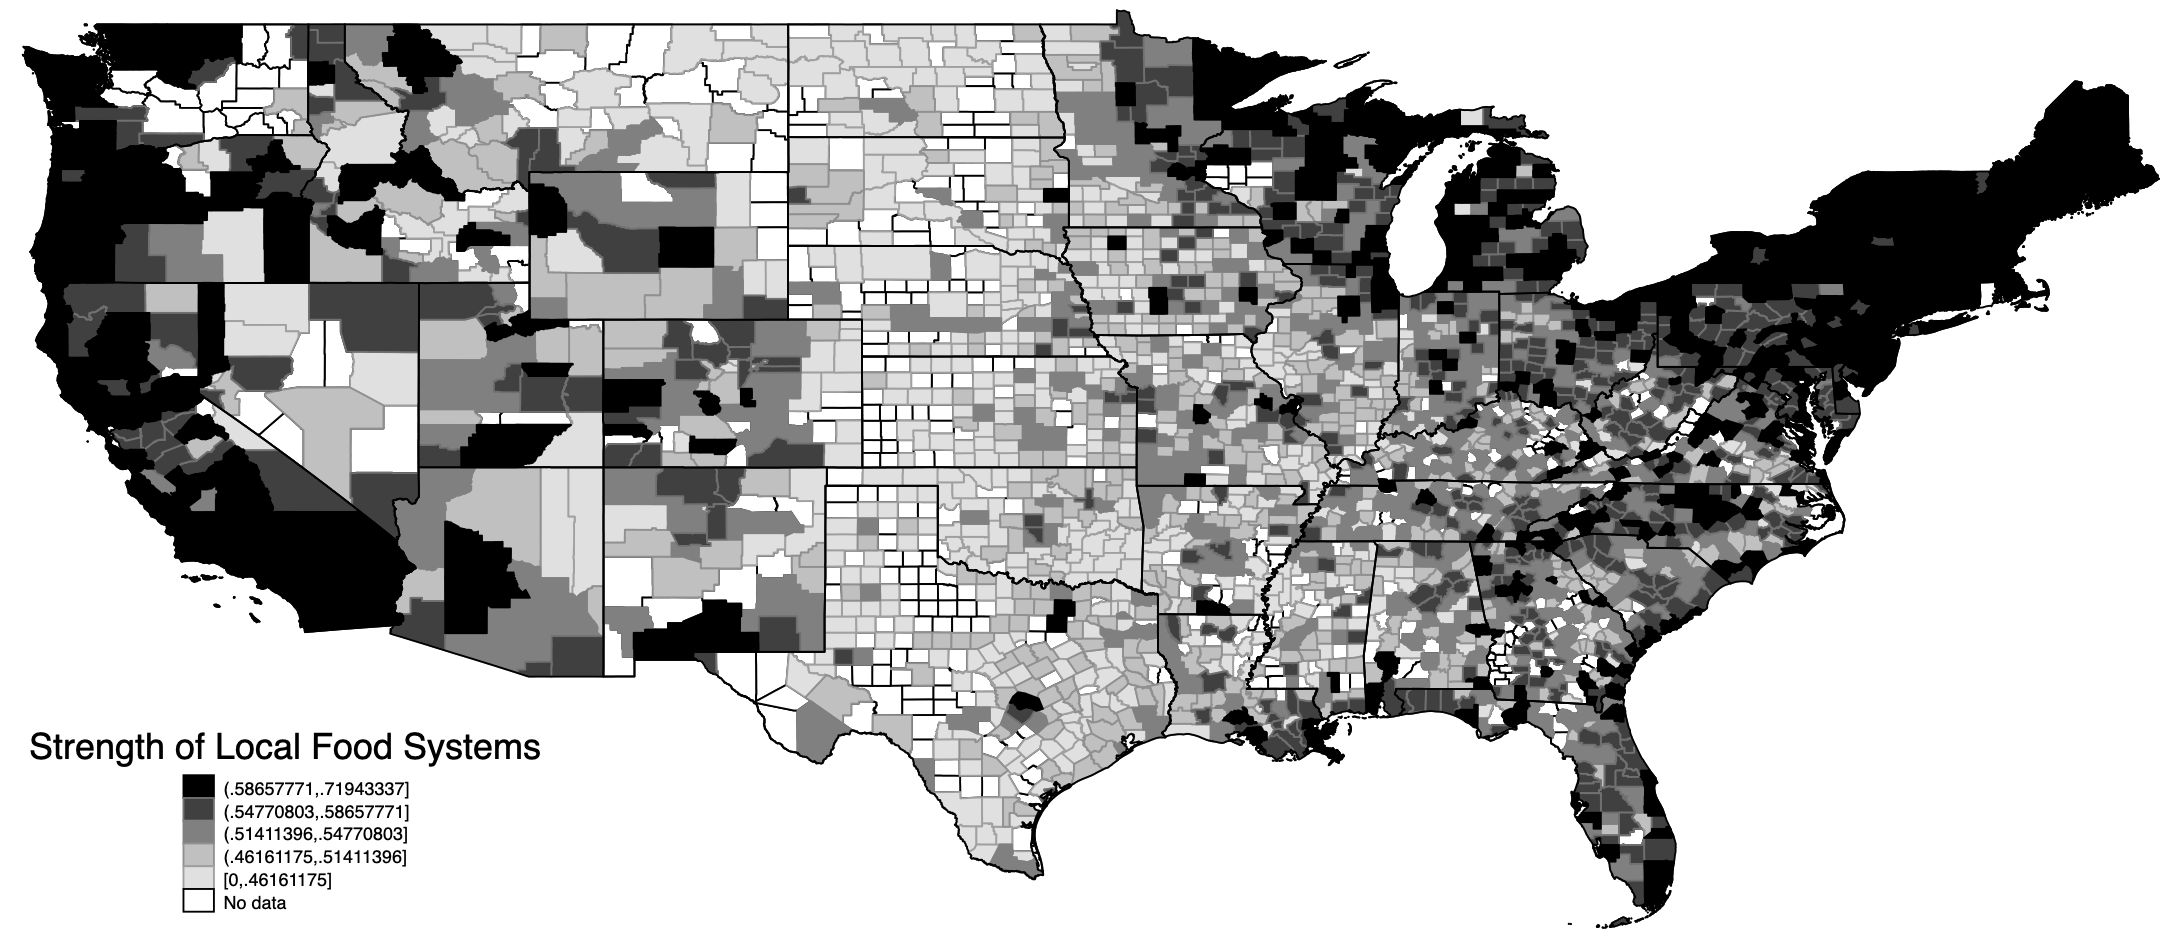 Strength of Local Food Systems
(.58657771,.71943337]
(.54770803,.58657771]
(.51411396,.54770803]
(.46161175,.51411396]
[0,.46161175]
No data